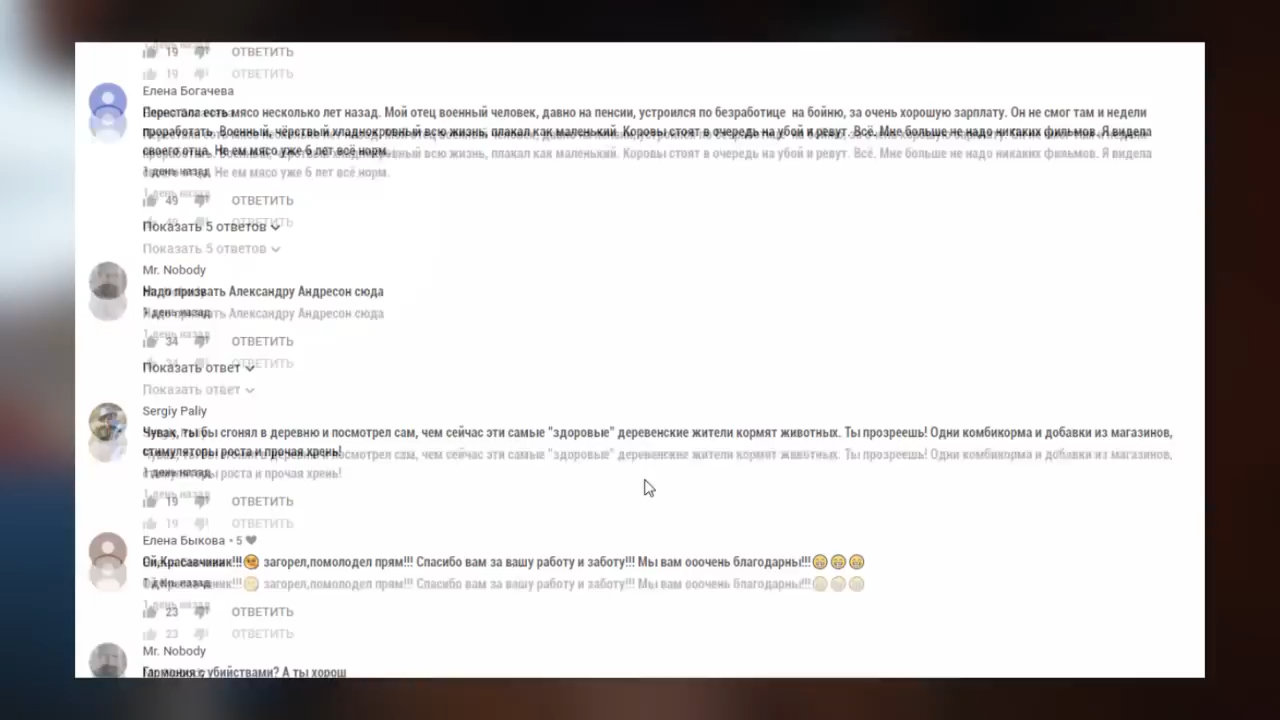 19 ОТВЕТИТЬ
Елена Богачева
Перестала есть мясо несколько лет назад. Мой отец военный человек, давно на пенсии, устроился по безработице на бойню, за очень хорошую зарплату. Он не смог там и недели
проработать. Военный, чёрствый хладнокровный всю жизнь, плакал как маленький. Коровы стоят в очередь на убой и ревут. Всё. Мне больше не надо никаких фильмов. Я видела
своего отца. Не ем мясо уже 6 лет всё норм.
1 день назад
49 ОТВЕТИТЬ
Показать 5 ответов
Mr. Nobody
Надо призвать Александру Андресон сюда
1 день назад
34 ОТВЕТИТЬ
Показать ответ
Sergiy Paliy
Чувак, ты бы сгонял в деревню и посмотрел сам, чем сейчас эти самые "здоровые" деревенские жители кормят животных. Ты прозреешь! Одни комбикорма и добавки из магазинов,
стимуляторы роста и прочая хрень!
1 день назад
19 ОТВЕТИТЬ
Елена Быкова • 5
Ой,Красавчииик!!! загорел,помолодел прям!!! Спасибо вам за вашу работу и заботу!!! Мы вам ооочень благодарны!!!
1 день назад
23 ОТВЕТИТЬ
Mr. Nobody
Гармония с убийствами? А ты хорош